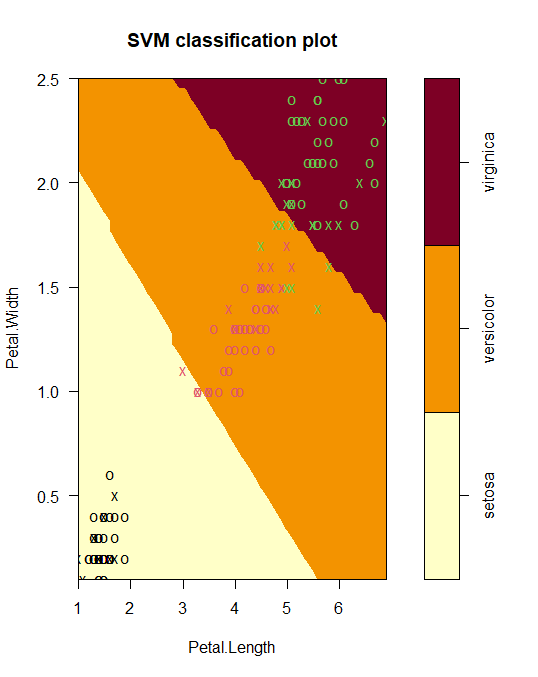 SVM classification plot
2.5
2.0
1.5
1.0
0.5
Petal.Width
1 2 3 4 5 6
Petal.Length
virginica
versicolor
setosa